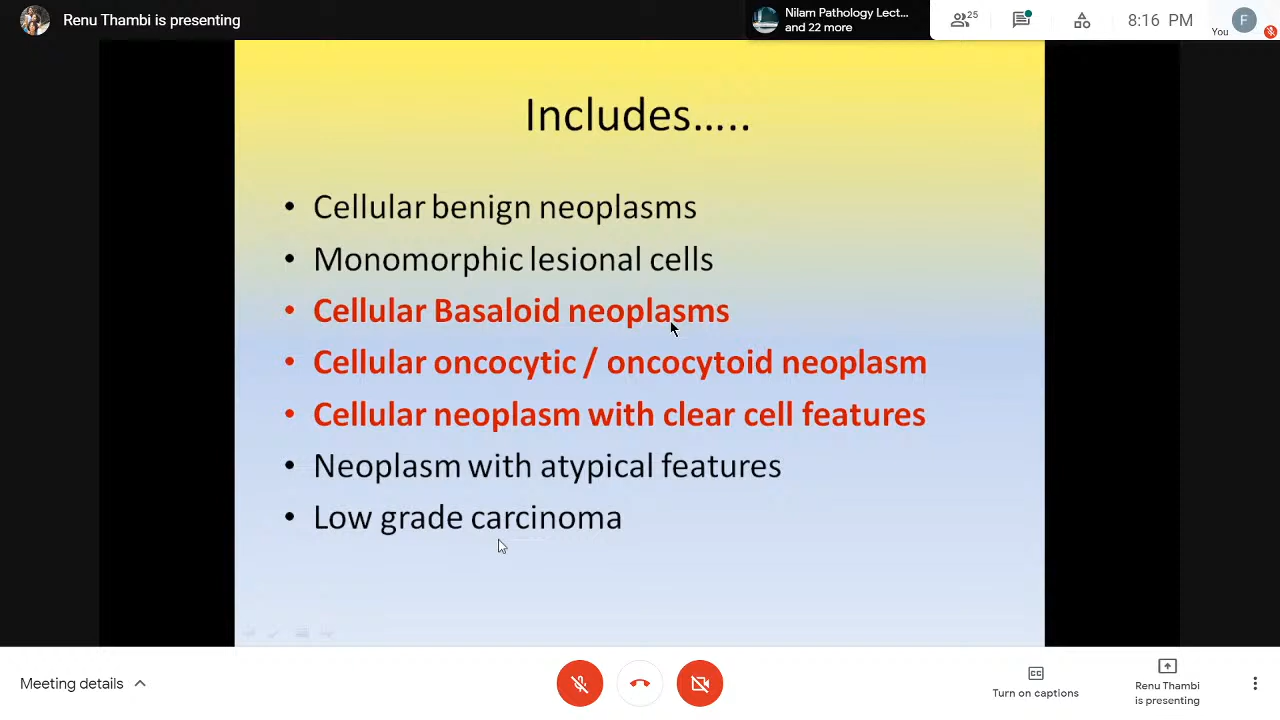 Renu Thambi is presenting
Nilam Pathology Lect...
and 22 more
25
8:16 PM
You
F
Includes.....
• Cellular benign neoplasms
• Monomorphic lesional cells
• Cellular Basaloid neoplasms
• Cellular oncocytic / oncocytoid neoplasm
• Cellular neoplasm with clear cell features
• Neoplasm with atypical features
• Low grade carcinoma
Meeting details
CC
Turn on captions
Renu Thambi
is presenting